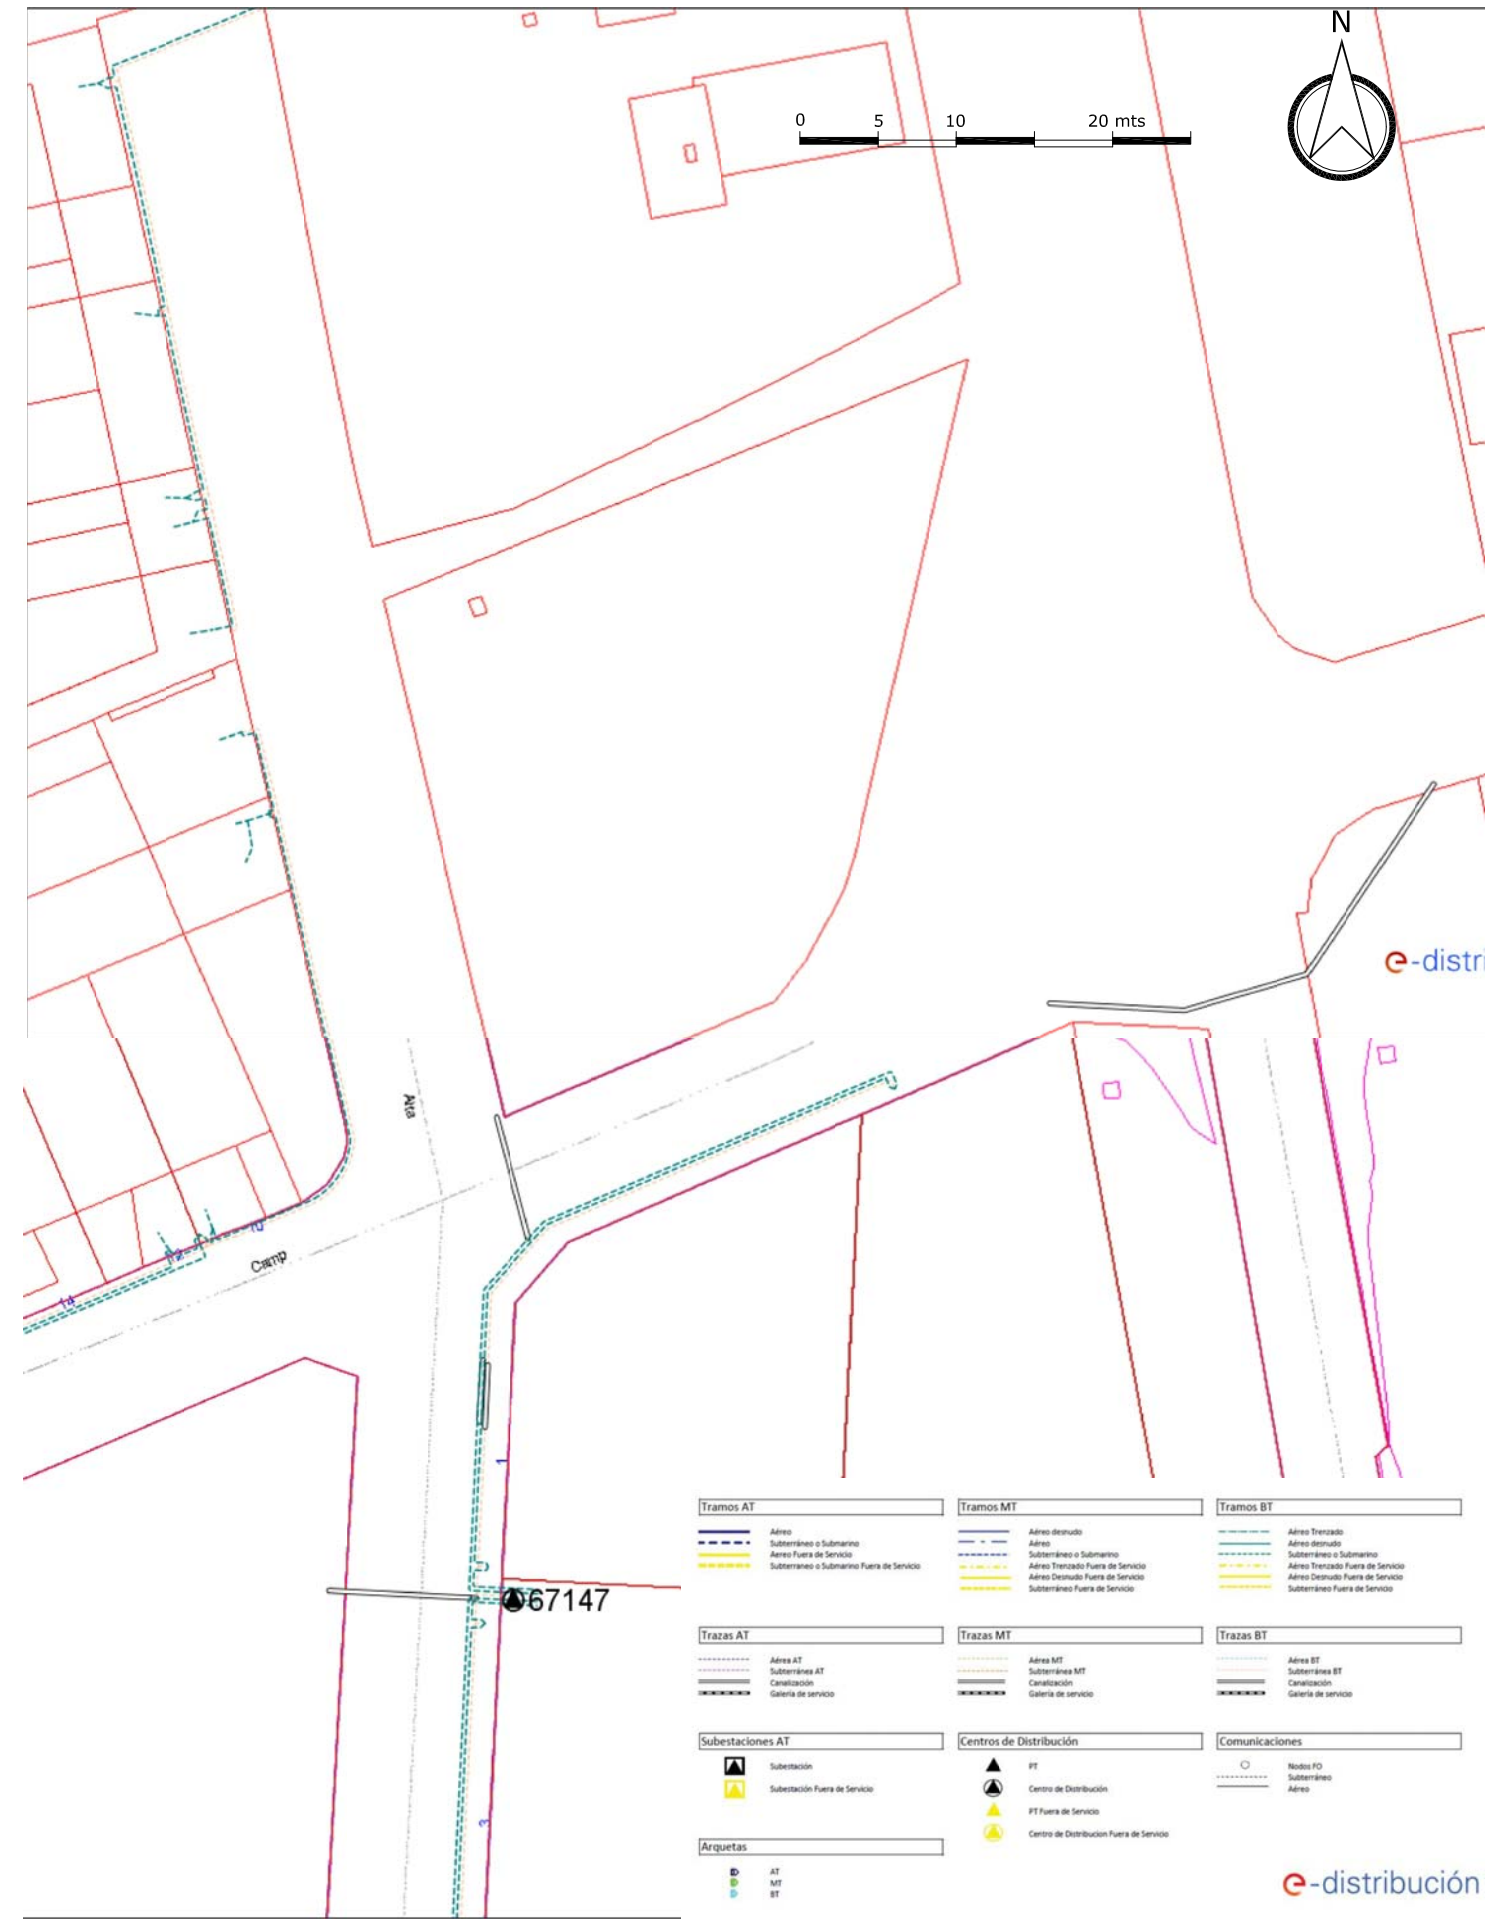 N
0 5 10 20 mts
e-distri
Alta
12
12
Camp
14
1
67147
3
Tramos AT
Aéreo
Subterráneo o Submarino
Aereo Fuera de Servicio
Subterraneo o Submarino Fuera de Servicio
Tramos MT
Aéreo desnudo
Aéreo
Subterráneo o Submarino
Aéreo Trenzado Fuera de Servicio
Aéreo Desnudo Fuera de Servicio
Subterráneo Fuera de Servicio
Tramos BT
Aéreo Trenzado
Aéreo desnudo
Subterráneo o Submarino
Aéreo Trenzado Fuera de Servicio
Aéreo Desnudo Fuera de Servicio
Subterráneo Fuera de Servicio
Trazas AT
Aérea AT
Subterránea AT
Canalización
Galería de servicio
Trazas MT
Aérea MT
Subterránea MT
Canalización
Galería de servicio
Trazas BT
Aérea BT
Subterránea BT
Canalización
Galería de servicio
Subestaciones AT
Subestación
Subestación Fuera de Servicio
Centros de Distribución
PT
Centro de Distribución
PT Fuera de Servicio
Centro de Distribucion Fuera de Servicio
Comunicaciones
Nodos FO
Subterráneo
Aéreo
Arquetas
AT
MT
BT
e-distribución